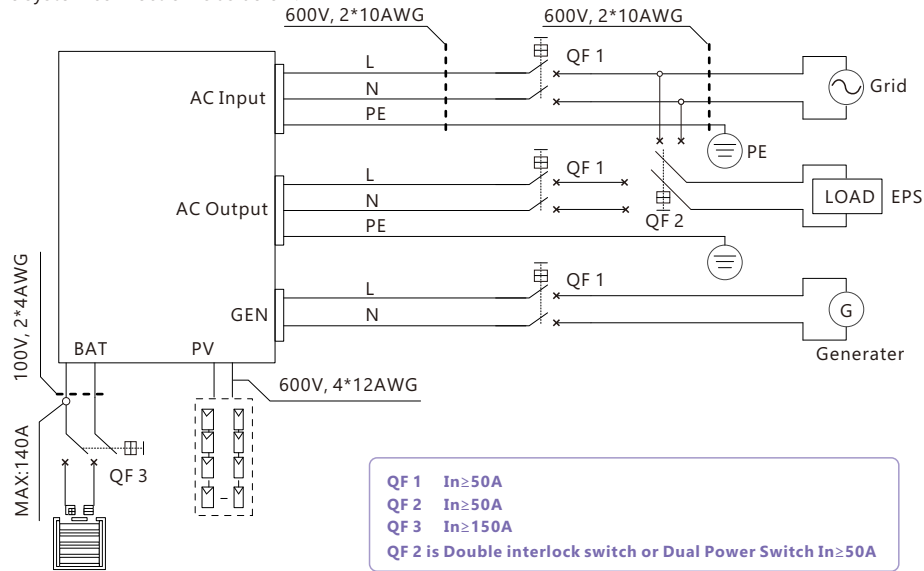 600V, 2*10AWG
600V, 2*10AWG
L
QF 1
N
AC Input
Grid
PE
PE
L
QF 1
N
AC Output
LOAD
EPS
QF 2
PE
L
QF 1
GEN
N
G
Generater
BAT
PV
100V, 2*4AWG
600V, 4*12AWG
MAX:140A
QF 3
QF 1 In≥50A
QF 2 In≥50A
QF 3 In≥150A
QF 2 is Double interlock switch or Dual Power Switch In≥50A